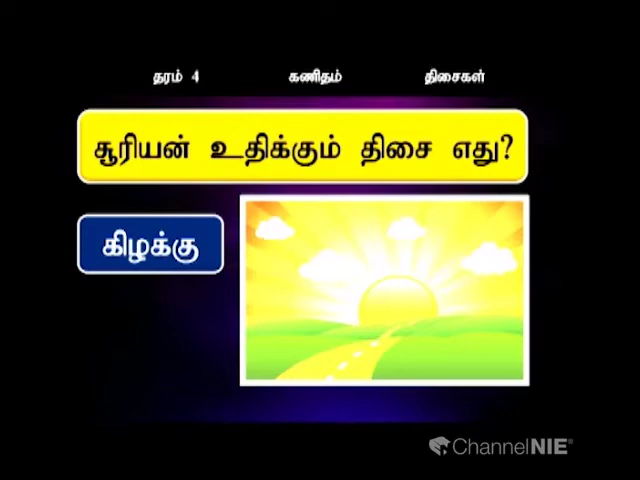 தரம் 4 கணிதம் திசைகள்
சூரியன் உதிக்கும் திசை எது?
கிழக்கு
ChannelNIE